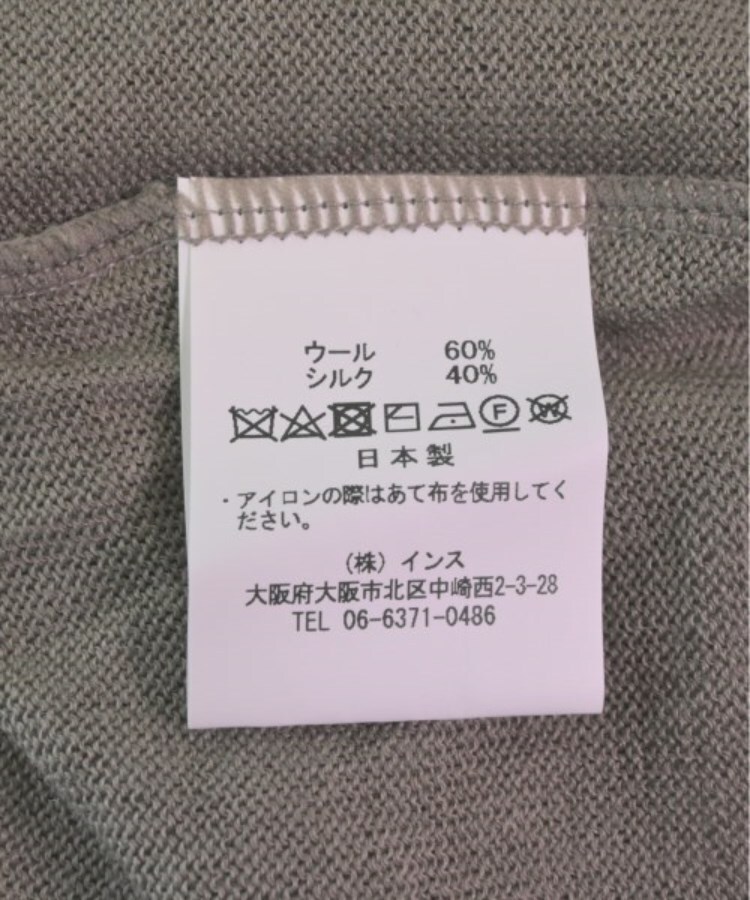 ウール 60%
シルク 40%
F W
日本製
・アイロンの際はあて布を使用してく
ださい。
(株)インス
大阪府大阪市北区中崎西2-3-28
TEL 06-6371-0486